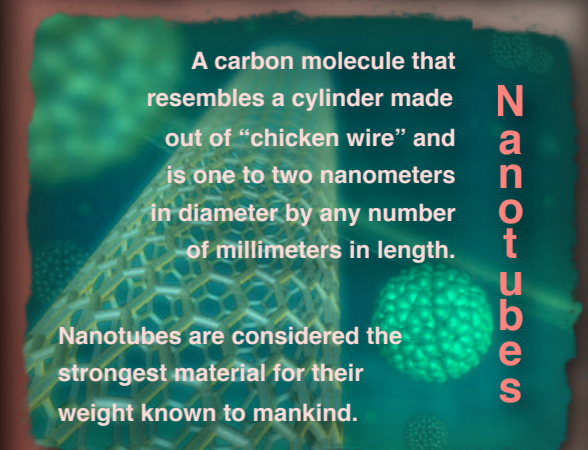 A carbon molecule that
resembles a cylinder made
out of “chicken wire” and
is one to two nanometers
in diameter by any number
of millimeters in length.
Nanotubes are considered the
strongest material for their
weight known to mankind.
Nanotubes